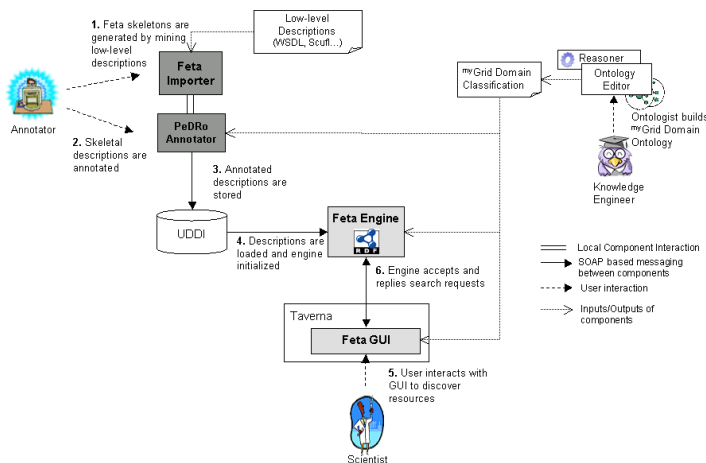 1. Feta skeletons are
generated by mining
low-level
descriptions
Low-level
Descriptions
(WSDL, Scufl...)
Feta
Importer
Annotator
2. Skeletal
descriptions are
annotated
PeDRo
Annotator
myGrid Domain
Classification
Reasoner
Ontology
Editor
Ontologist builds
myGrid Domain
Ontology
Knowledge
Engineer
3. Annotated
descriptions are
stored
UDDI
4. Descriptions are
loaded and engine
initialized
Feta Engine
RDF
6. Engine accepts and
replies search requests
Taverna
Feta GUI
5. User interacts with
GUI to discover
resources
Scientist
Local Component Interaction
SOAP based messaging
between components
User interaction
Inputs/Outputs of
components